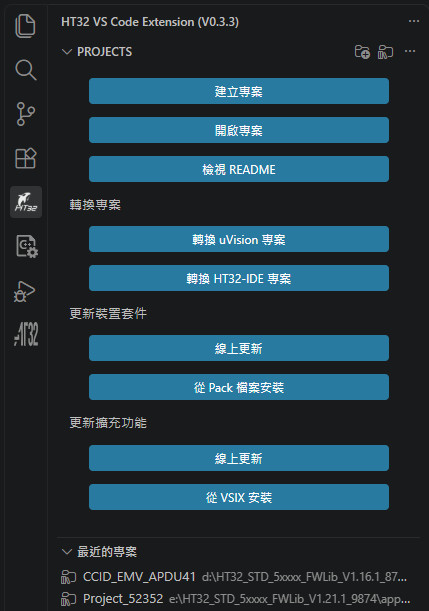 HT32 VS Code Extension (V0.3.3)
PROJECTS
建立專案
開啟專案
檢視 README
轉換專案
轉換 uVision 專案
轉換 HT32-IDE 專案
更新裝置套件
線上更新
從 Pack 檔案安裝
更新擴充功能
線上更新
從 VSIX 安裝
最近的專案
CCID_EMV_APDU41 d:\HT32_STD_5xxxx_FWLib_V1.16.1_87...
Project_52352 e:\HT32_STD_5xxxx_FWLib_V1.21.1_9874\app...
HT32
AT32